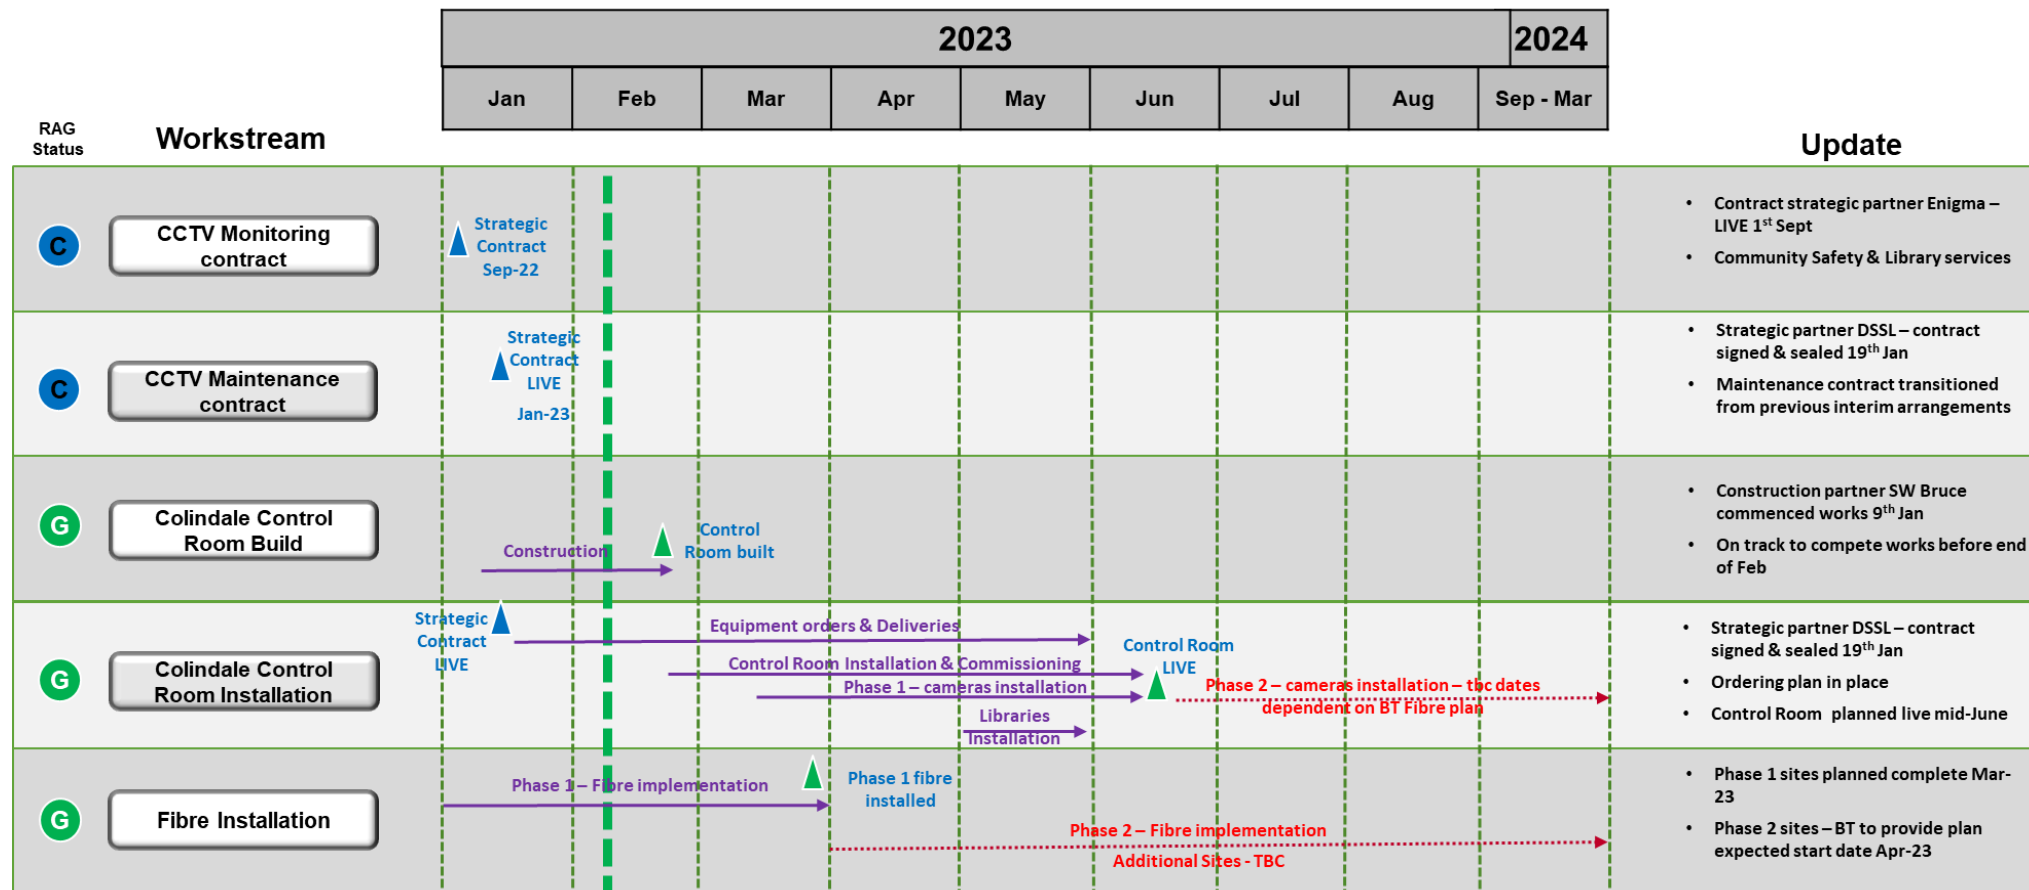 2023
2024
Jan
Feb
Mar
Apr
May
Jun
Jul
Aug
Sep - Mar
RAG
Status
Workstream
Update
C
CCTV Monitoring
contract
Strategic
Contract
Sep-22
• Contract strategic partner Enigma –
LIVE 1st Sept
• Community Safety & Library services
C
CCTV Maintenance
contract
Strategic
Contract
LIVE
Jan-23
• Strategic partner DSSL – contract
signed & sealed 19th Jan
• Maintenance contract transitioned
from previous interim arrangements
G
Colindale Control
Room Build
Construction
Control
Room built
• Construction partner SW Bruce
commenced works 9th Jan
• On track to compete works before end
of Feb
G
Colindale Control
Room Installation
Strategic
Contract
LIVE
Equipment orders & Deliveries
Control Room Installation & Commissioning
Phase 1 – cameras installation
Libraries
Installation
Control Room
LIVE
Phase 2 – cameras installation – tbc dates
dependent on BT Fibre plan
• Strategic partner DSSL – contract
signed & sealed 19th Jan
• Ordering plan in place
• Control Room planned live mid-June
G
Fibre Installation
Phase 1 – Fibre implementation
Phase 1 fibre
installed
Phase 2 – Fibre implementation
Additional Sites - TBC
• Phase 1 sites planned complete Mar-
23
• Phase 2 sites – BT to provide plan
expected start date Apr-23